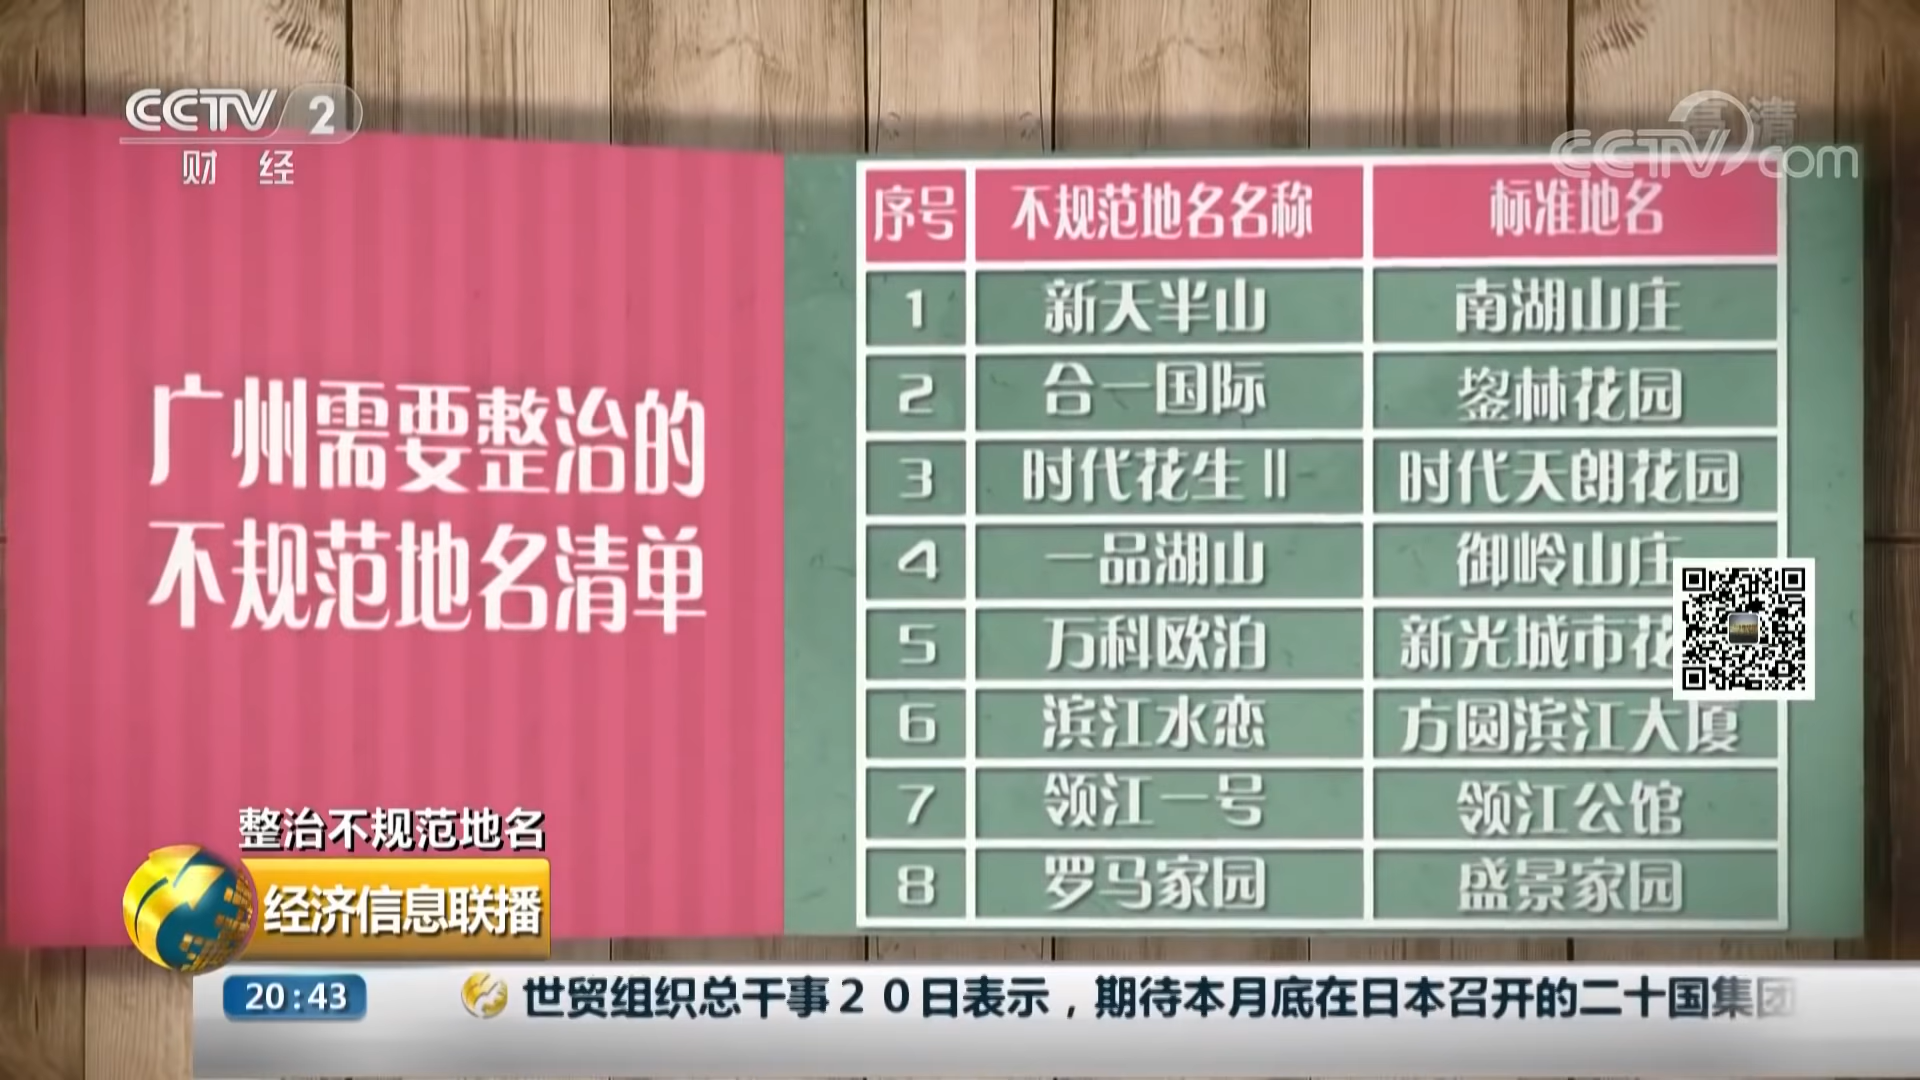 CCTV 2
财经
高清
CCTV com
广州需要整治的
不规范地名清单
序号 不规范地名名称 标准地名
1 新天半山 南湖山庄
2 合一国际 林花园
3 时代花生Ⅱ 时代天朗花园
4 一品湖山 御岭山庄
5 万科欧泊 新光城市花
6 滨江水恋 方圆滨江大厦
7 领江一号 领江公馆
8 罗马家园 盛景家园
整治不规范地名
经济信息联播
20:43
世贸组织总干事20日表示，期待本月底在日本召开的二十国集团